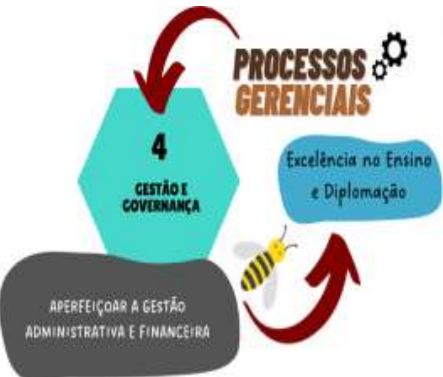 PROCESSOS
GERENCIAIS
4
GESTÃO E
GOVERNANÇA
Excelência no Ensino
e Diplomação
APERFEIÇOAR A GESTÃO
ADMINISTRATIVA E FINANCEIRA